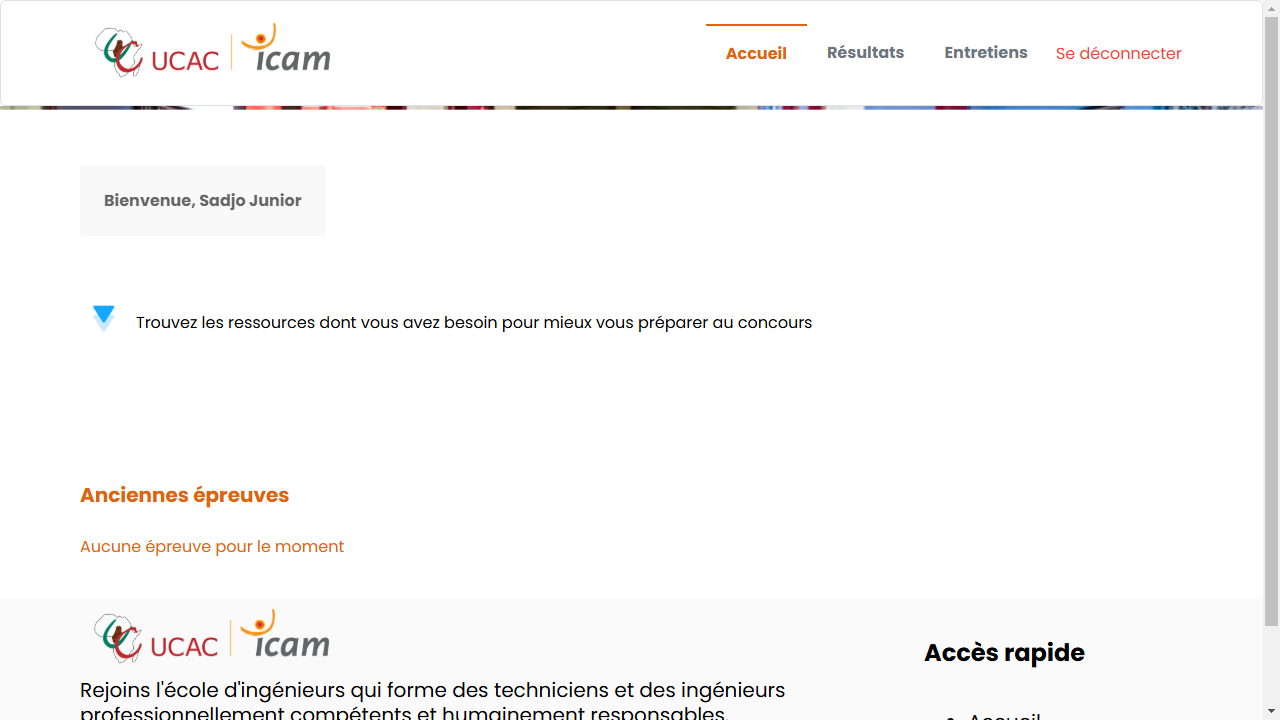 UCAC icam
Accueil
Résultats
Entretiens
Se déconnecter
Bienvenue, Sadjo Junior
Trouvez les ressources dont vous avez besoin pour mieux vous préparer au concours
Anciennes épreuves
Aucune épreuve pour le moment
UCAC icam
Rejoins l'école d'ingénieurs qui forme des techniciens et des ingénieurs
professionnellement compétents et humainement responsables.
Accès rapide
Accueil